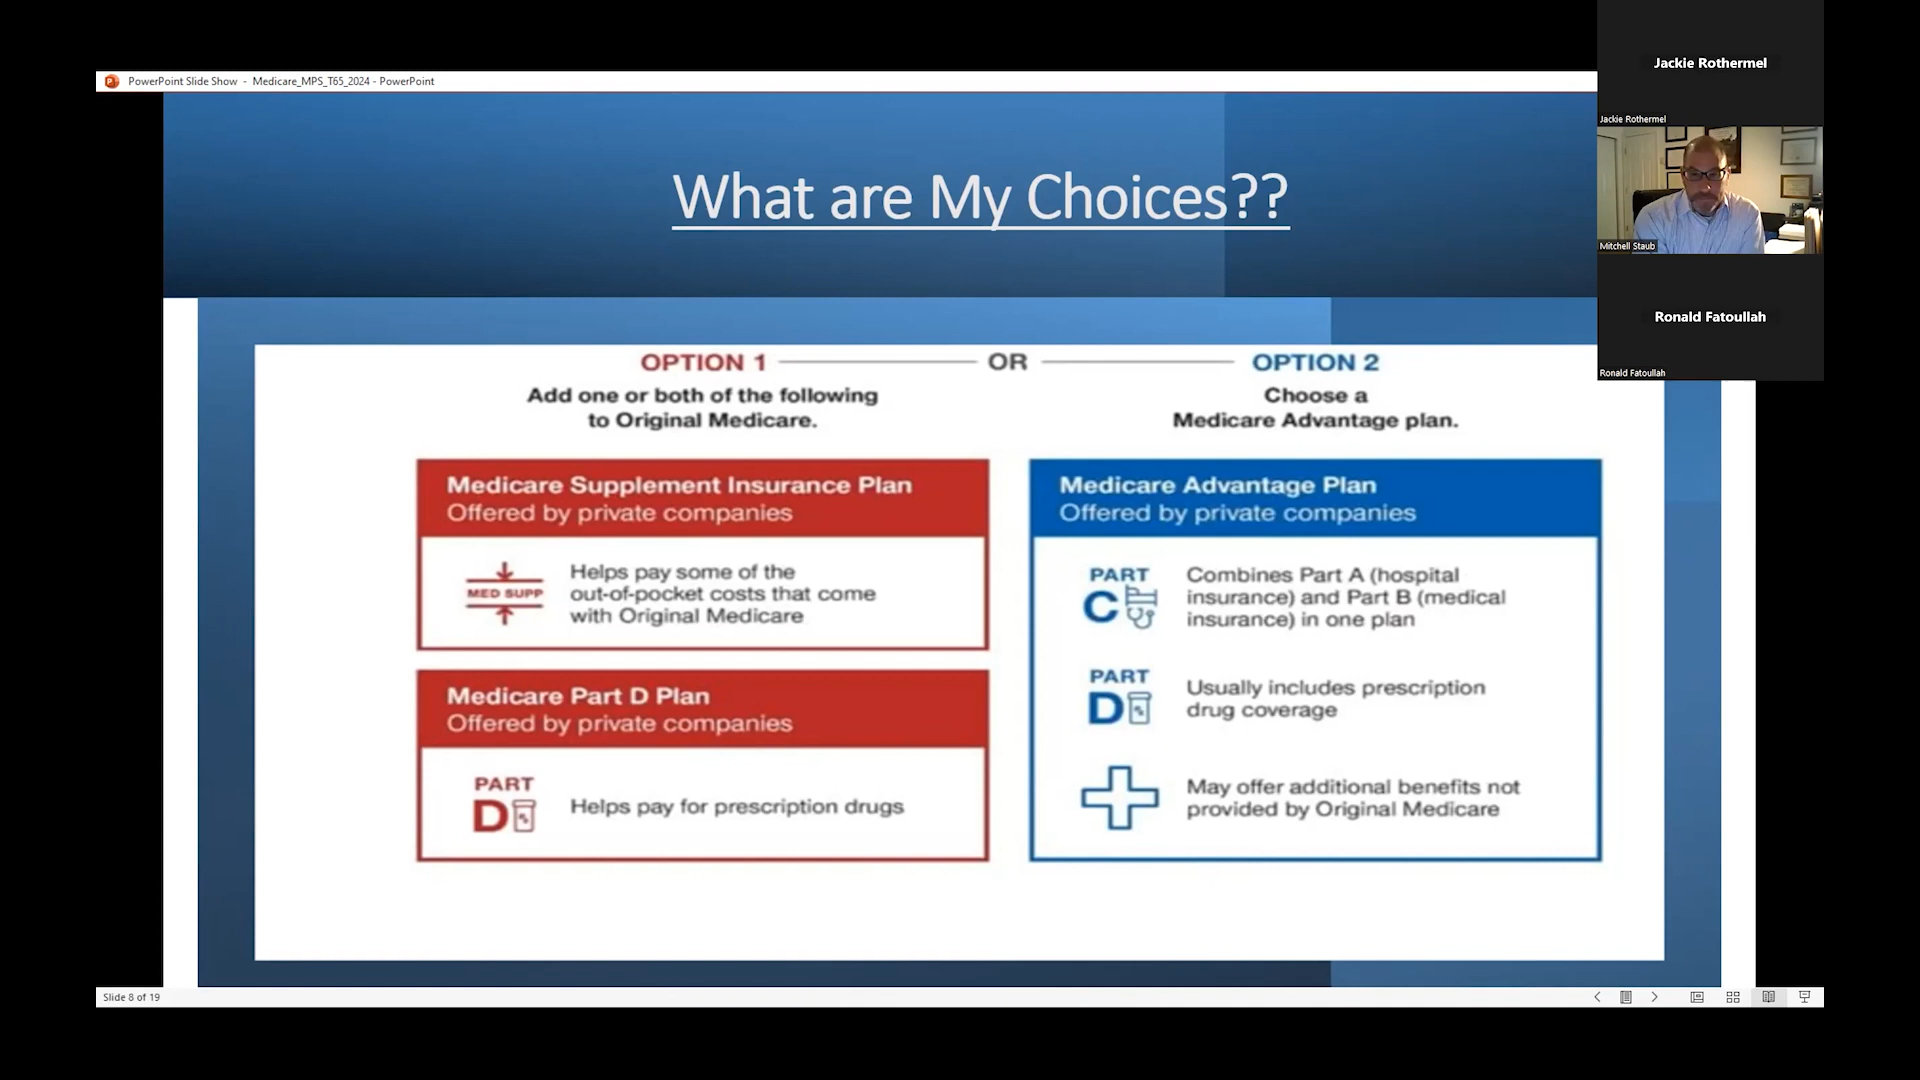 PowerPoint Slide Show - Medicare_MPS_T65_2024 - PowerPoint
What are My Choices??
OPTION 1
OR
OPTION 2
Add one or both of the following
to Original Medicare.
Choose a
Medicare Advantage plan.
Medicare Supplement Insurance Plan
Offered by private companies
MED SUPP
Helps pay some of the
out-of-pocket costs that come
with Original Medicare
Medicare Part D Plan
Offered by private companies
PART
D
Helps pay for prescription drugs
Medicare Advantage Plan
Offered by private companies
PART
C
Combines Part A (hospital
insurance) and Part B (medical
insurance) in one plan
PART
D
Usually includes prescription
drug coverage
May offer additional benefits not
provided by Original Medicare
Jackie Rothermel
Jackie Rothermel
Mitchell Staub
Ronald Fatoullah
Ronald Fatoullah
Slide 8 of 19